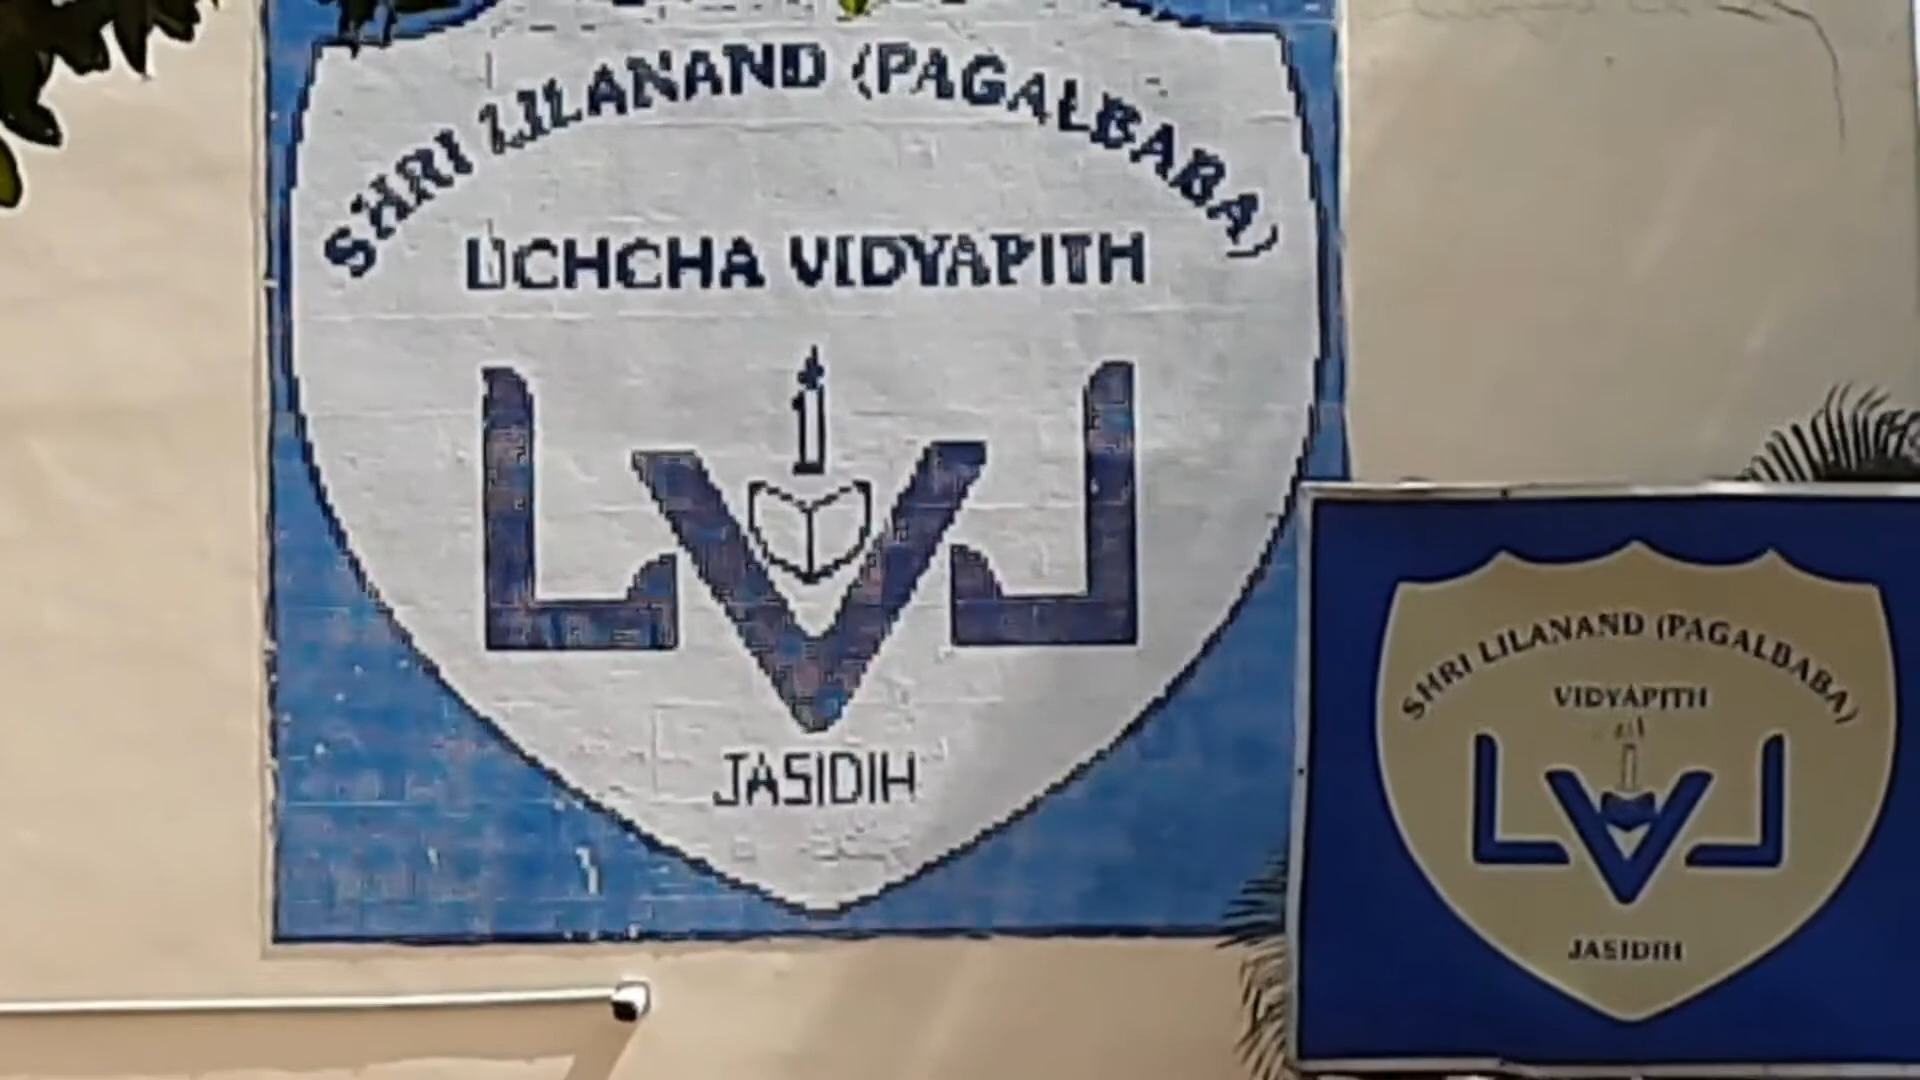 SHRI LILANAND (PAGALBABA)
UCHCHA VIDYAPITH
LVJ
JASIDIH
SHRI LILANAND (PAGALBABA)
VIDYAPITH
LVJ
JASIDIH